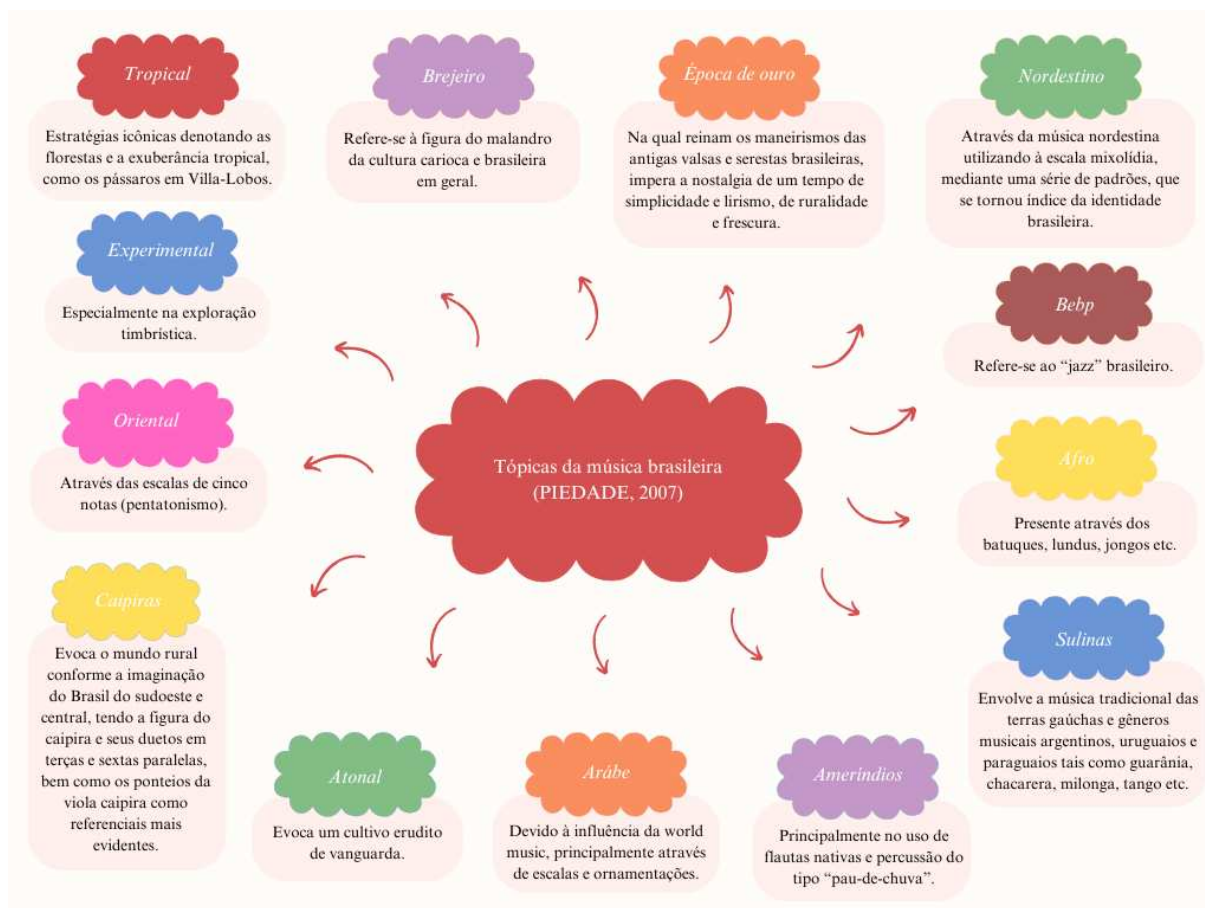 Tropical
Estratégias icônicas denotando as
florestas e a exuberância tropical,
como os pássaros em Villa-Lobos.
Brejeiro
Refere-se à figura do malandro
da cultura carioca e brasileira
em geral.
Época de ouro
Na qual reinam os maneirismos das
antigas valsas e serestas brasileiras,
impera a nostalgia de um tempo de
simplicidade e lirismo, de ruralidade
e frescura.
Nordestino
Através da música nordestina
utilizando à escala mixolídia,
mediante uma série de padrões, que
se tornou índice da identidade
brasileira.
Experimental
Especialmente na exploração
timbrística.
Bebp
Refere-se ao “jazz” brasileiro.
Oriental
Através das escalas de cinco
notas (pentatonismo).
Tópicas da música brasileira
(PIEDADE, 2007)
Afro
Presente através dos
batuques, lundus, jongos etc.
Caipiras
Evoca o mundo rural
conforme a imaginação
do Brasil do sudoeste e
central, tendo a figura do
caipira e seus duetos em
terças e sextas paralelas,
bem como os ponteios da
viola caipira como
referenciais mais
evidentes.
Sulinas
Envolve a música tradicional das
terras gaúchas e gêneros
musicais argentinos, uruguaios e
paraguaios tais como guarânia,
chacarera, milonga, tango etc.
Atonal
Evoca um cultivo erudito
de vanguarda.
Arábe
Devido à influência da world
music, principalmente através
de escalas e ornamentações.
Ameríndios
Principalmente no uso de
flautas nativas e percussão do
tipo “pau-de-chuva”.